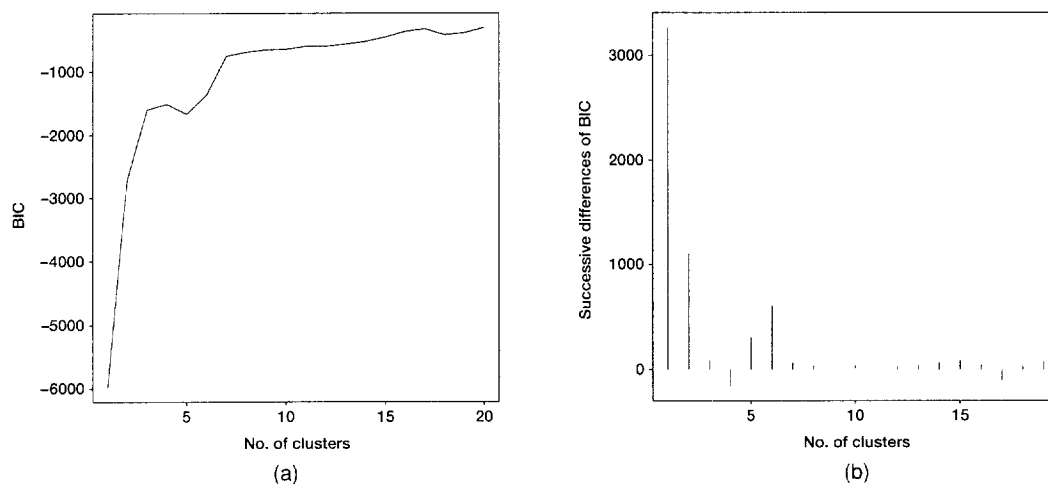 BIC
−1000
−2000
−3000
−4000
−5000
−6000
5
10
15
20
No. of clusters
(a)
Successive differences of BIC
3000
2000
1000
0
5
10
15
No. of clusters
(b)